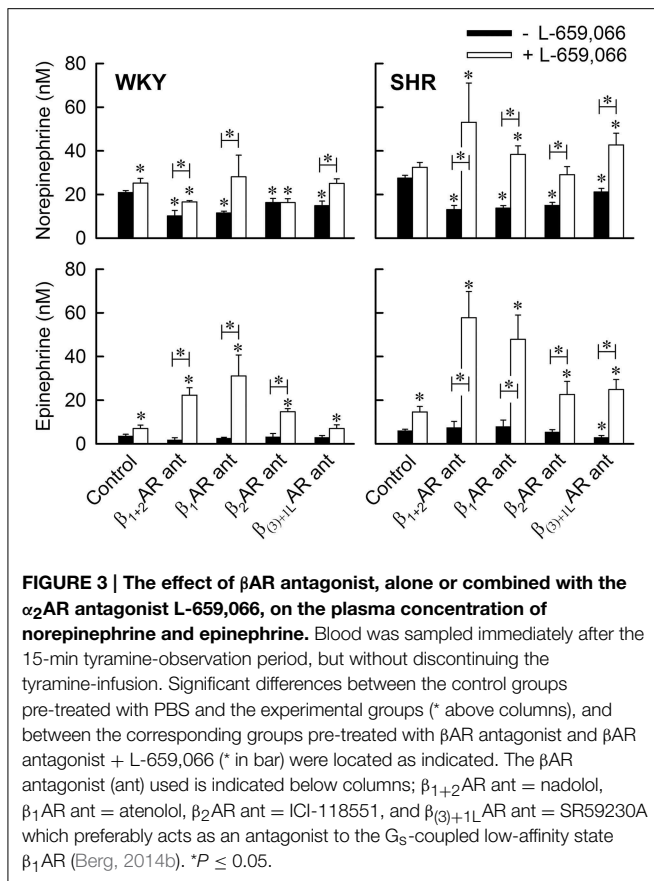 - L-659,066
+ L-659,066
WKY
SHR
Norepinephrine (nM)
80
60
40
20
0
* * * * * * * * * * *
* * * * * * * * * * *
Epinephrine (nM)
80
60
40
20
0
* * * * * * * *
* * * * * * * * * *
Control
β1+2AR ant
β1AR ant
β2AR ant
β(3)+1LAR ant
Control
β1+2AR ant
β1AR ant
β2AR ant
β(3)+1LAR ant
FIGURE 3 | The effect of βAR antagonist, alone or combined with the
α2AR antagonist L-659,066, on the plasma concentration of
norepinephrine and epinephrine. Blood was sampled immediately after the
15-min tyramine-observation period, but without discontinuing the
tyramine-infusion. Significant differences between the control groups
pre-treated with PBS and the experimental groups (* above columns), and
between the corresponding groups pre-treated with βAR antagonist and βAR
antagonist + L-659,066 (* in bar) were located as indicated. The βAR
antagonist (ant) used is indicated below columns; β1+2AR ant = nadolol,
β1AR ant = atenolol, β2AR ant = ICI-118551, and β(3)+1LAR ant = SR59230A
which preferably acts as an antagonist to the Gs-coupled low-affinity state
β1AR (Berg, 2014b). *P ≤ 0.05.